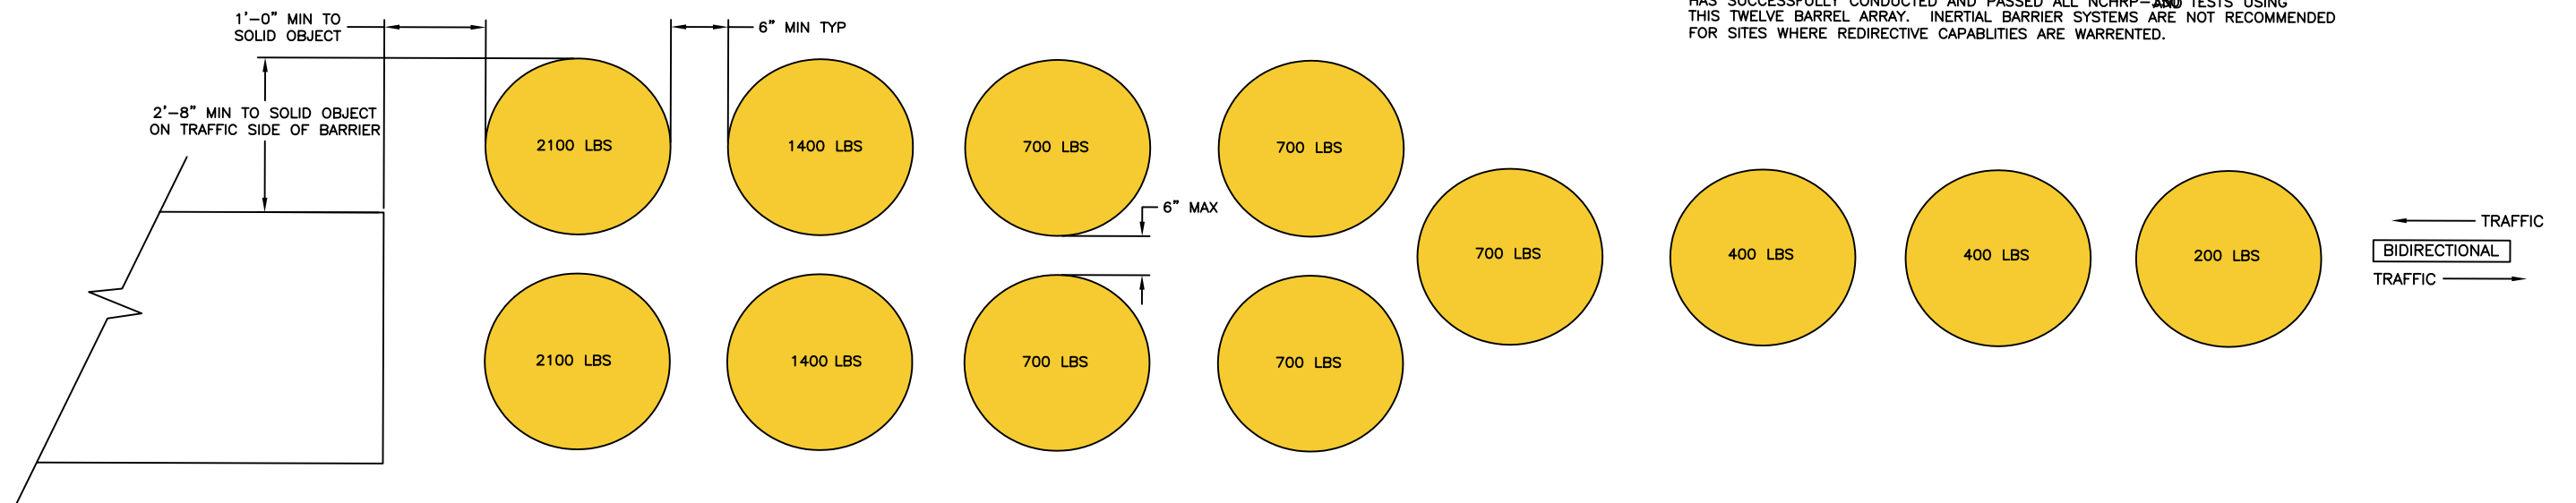 HAS SUCCESSFULLY CONDUCTED AND PASSED ALL TESTS USING
THIS TWELVE BARREL ARRAY. INERTIAL BARRIER SYSTEMS ARE NOT RECOMMENDED
FOR SITES WHERE REDIRECTIVE CAPABLITIES ARE WARRENTED.
1'-0" MIN TO
SOLID OBJECT
6" MIN TYP
2'-8" MIN TO SOLID OBJECT
ON TRAFFIC SIDE OF BARRIER
2100 LBS
1400 LBS
700 LBS
700 LBS
6" MAX
700 LBS
400 LBS
400 LBS
200 LBS
TRAFFIC
BIDIRECTIONAL
TRAFFIC
2100 LBS
1400 LBS
700 LBS
700 LBS